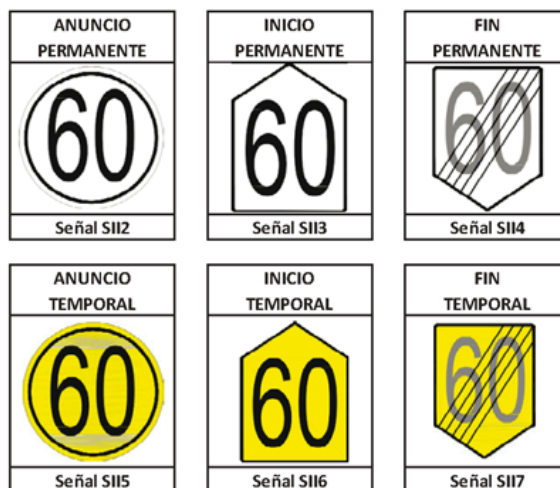 ANUNCIO
PERMANENTE
60
Señal SII2
INICIO
PERMANENTE
60
Señal SII3
FIN
PERMANENTE
60
Señal SII4
ANUNCIO
TEMPORAL
60
Señal SII5
INICIO
TEMPORAL
60
Señal SII6
FIN
TEMPORAL
60
Señal SII7